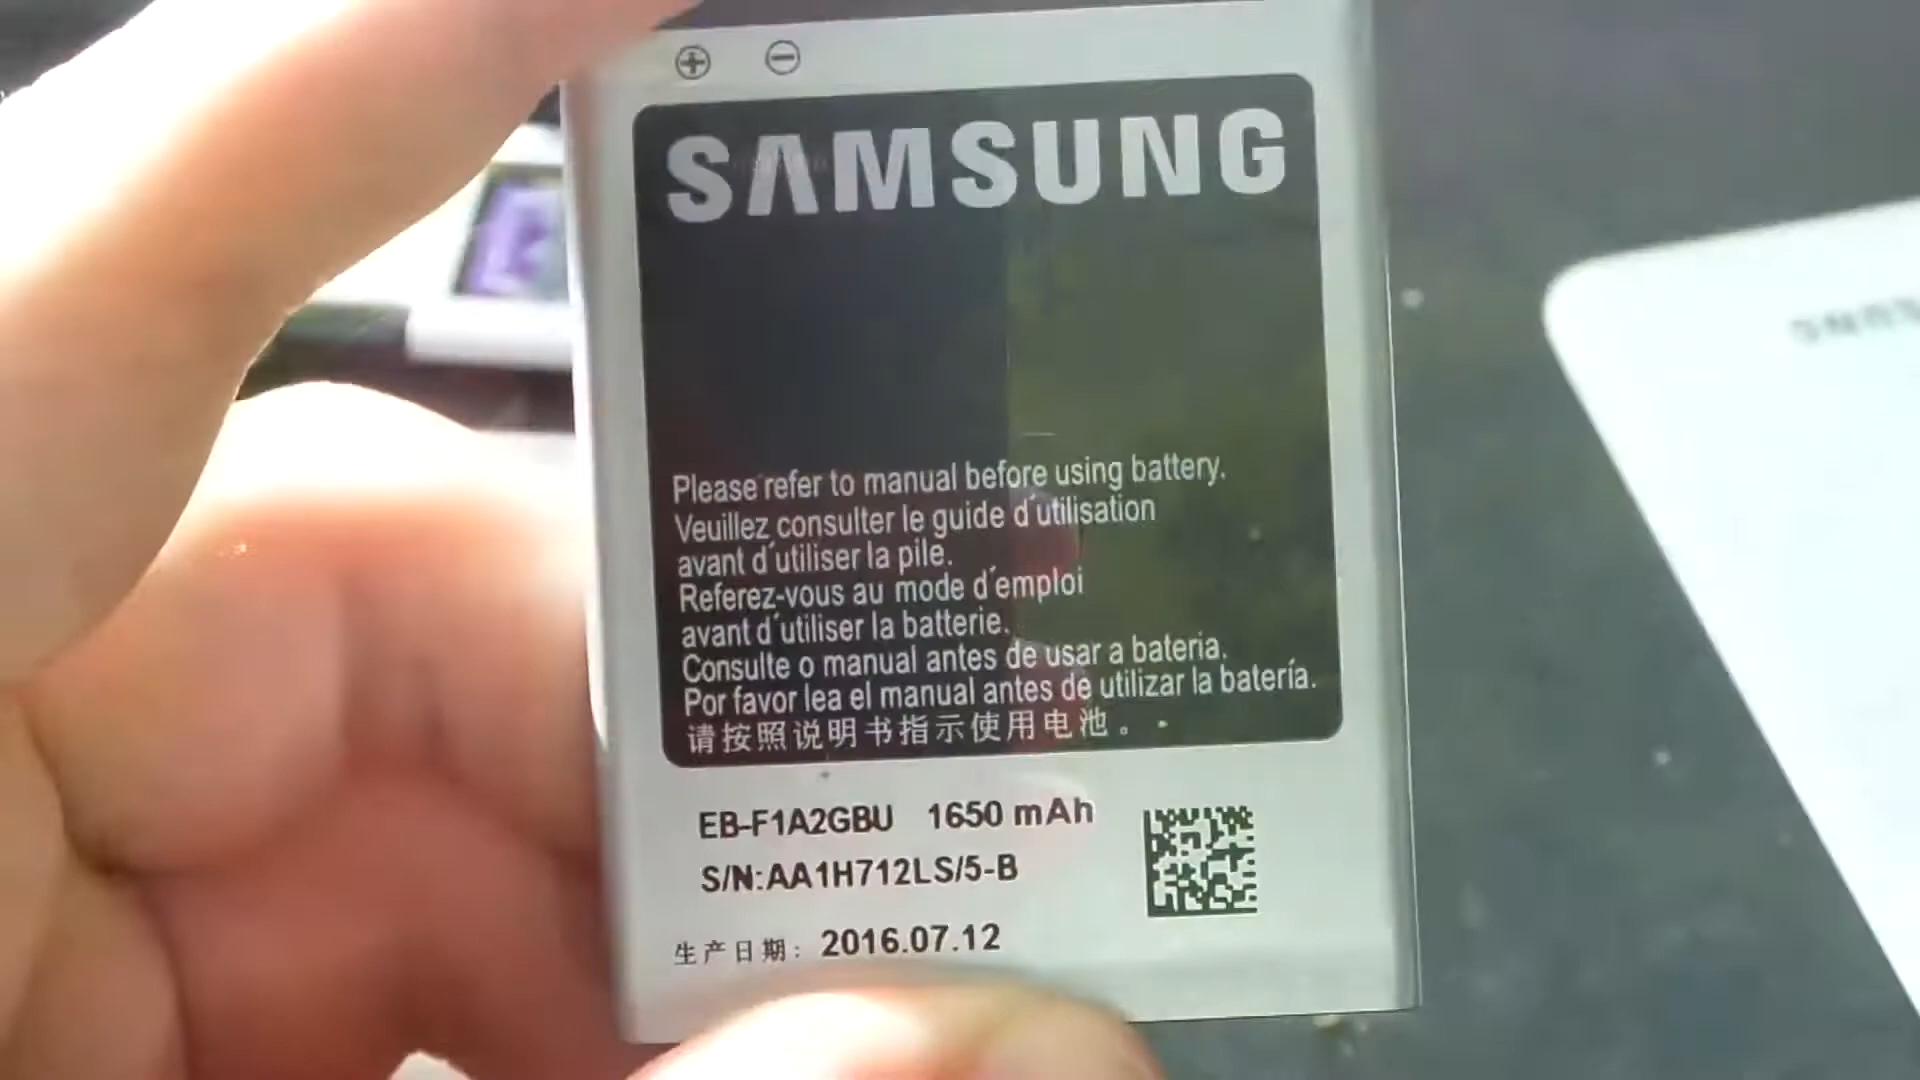 SAMSUNG
Please refer to manual before using battery.
Veuillez consulter le guide d´utilisation
avant d´utiliser la pile.
Referez-vous au mode d´emploi
avant d´utiliser la batterie.
Consulte o manual antes de usar a bateria.
Por favor lea el manual antes de utilizar la batería.
请按照说明书指示使用电池。
EB-F1A2GBU 1650 mAh
S/N:AA1H712LS/5-B
生产日期: 2016.07.12